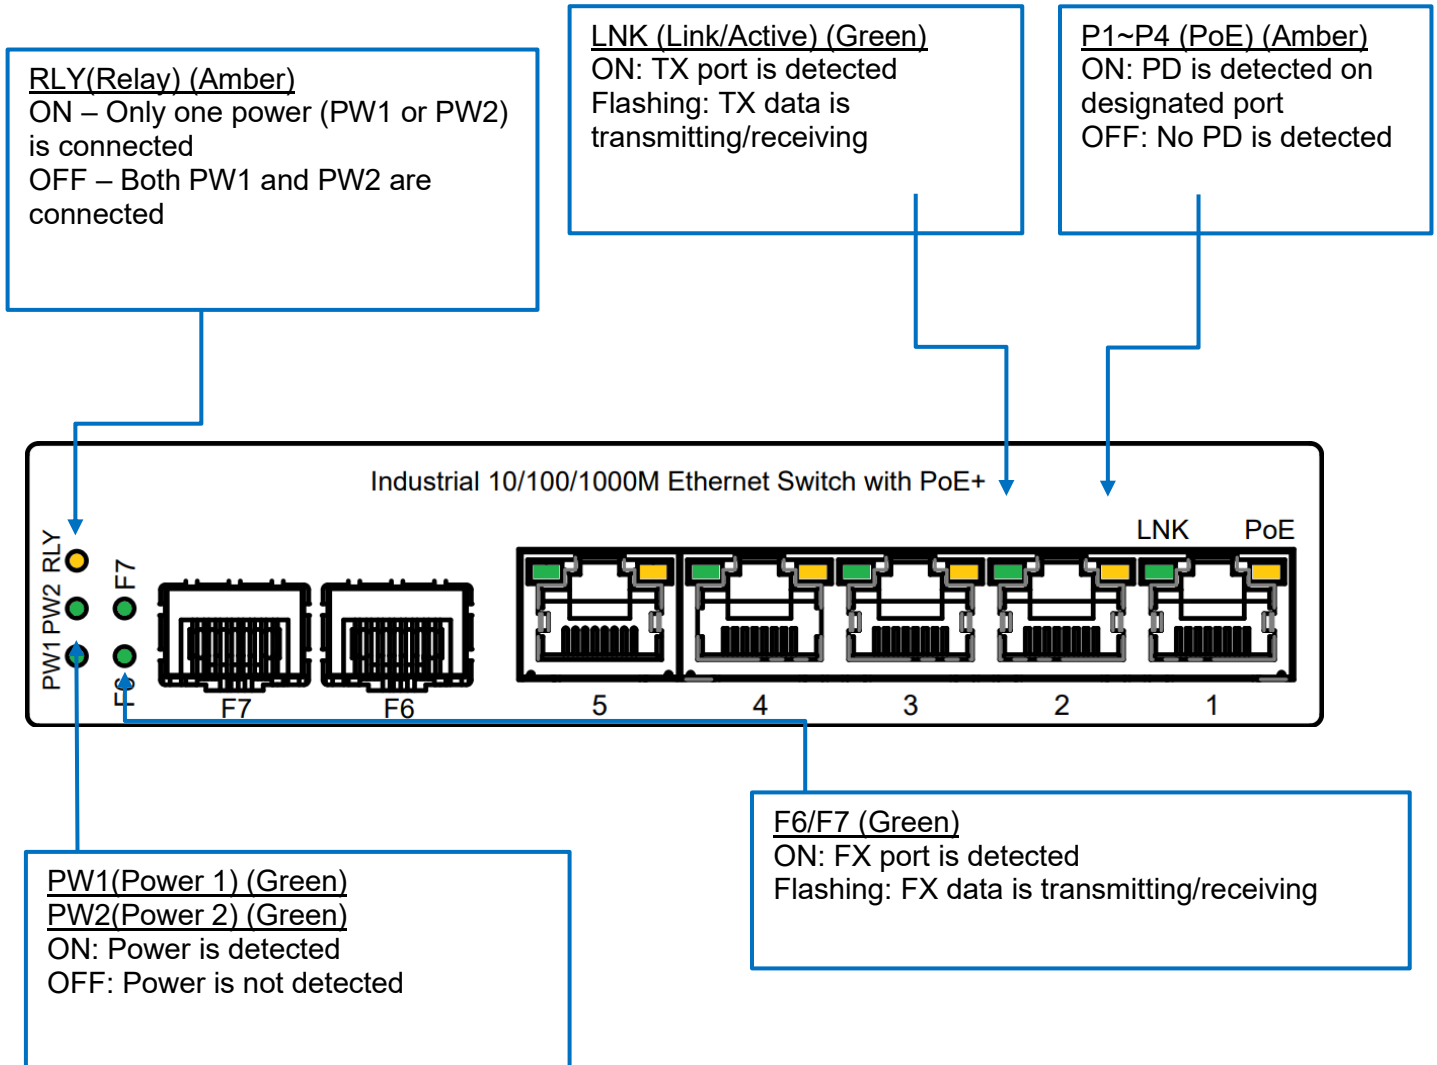 RLY(Relay) (Amber)
ON – Only one power (PW1 or PW2)
is connected
OFF – Both PW1 and PW2 are
connected
LNK (Link/Active) (Green)
ON: TX port is detected
Flashing: TX data is
transmitting/receiving
P1~P4 (PoE) (Amber)
ON: PD is detected on
designated port
OFF: No PD is detected
Industrial 10/100/1000M Ethernet Switch with PoE+
LNK PoE
PW1 PW2 RLY
F6 F7
F7 F6 5 4 3 2 1
F6/F7 (Green)
ON: FX port is detected
Flashing: FX data is transmitting/receiving
PW1(Power 1) (Green)
PW2(Power 2) (Green)
ON: Power is detected
OFF: Power is not detected